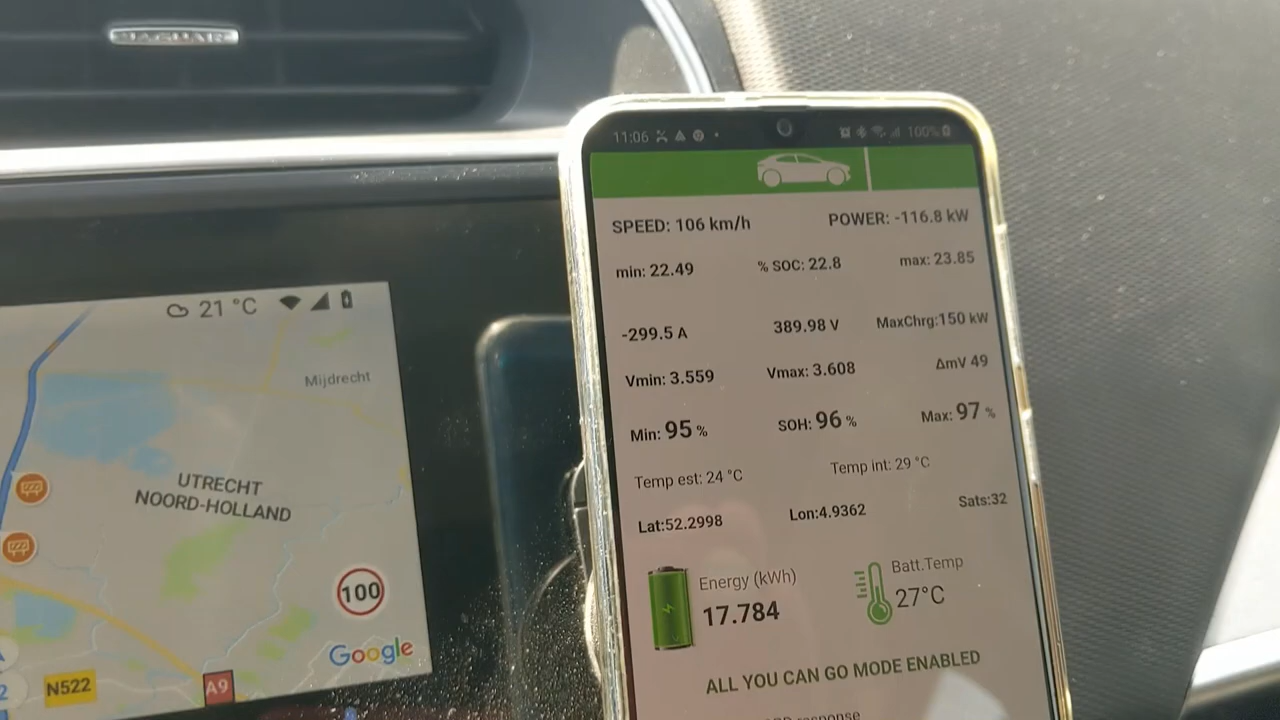 JAGUAR
11:06 100%
SPEED: 106 km/h POWER: -116.8 kW
min: 22.49 % SOC: 22.8 max: 23.85
-299.5 A 389.98 V MaxChrg:150 kW
Vmin: 3.559 Vmax: 3.608 ΔmV 49
Min: 95 % SOH: 96 % Max: 97 %
Temp est: 24 °C Temp int: 29 °C
Lat:52.2998 Lon:4.9362 Sats:32
Energy (kWh)
17.784
Batt.Temp
27°C
ALL YOU CAN GO MODE ENABLED
response
21 °C
Mijdrecht
UTRECHT
NOORD-HOLLAND
100
Google
N522
A9